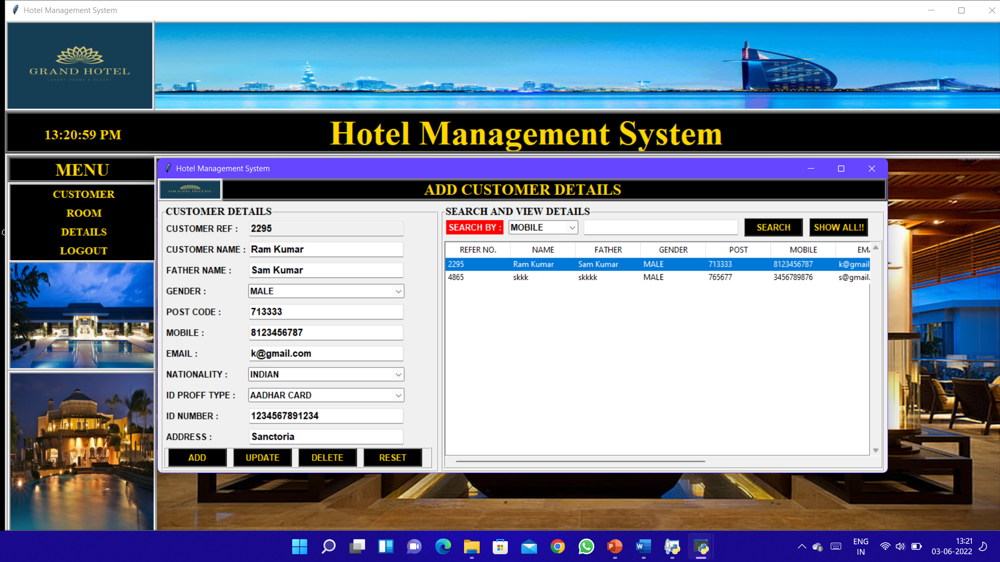 Hotel Management System
GRAND HOTEL
LUXURY ROOMS & RESORT
13:20:59 PM
Hotel Management System
MENU
CUSTOMER
ROOM
DETAILS
LOGOUT
Hotel Management System
GRAND HOTEL
ADD CUSTOMER DETAILS
CUSTOMER DETAILS
CUSTOMER REF : 2295
CUSTOMER NAME : Ram Kumar
FATHER NAME : Sam Kumar
GENDER : MALE
POST CODE : 713333
MOBILE : 8123456787
EMAIL : k@gmail.com
NATIONALITY : INDIAN
ID PROFF TYPE : AADHAR CARD
ID NUMBER : 1234567891234
ADDRESS : Sanctoria
ADD UPDATE DELETE RESET
SEARCH AND VIEW DETAILS
SEARCH BY : MOBILE SEARCH SHOW ALL!!
REFER NO. NAME FATHER GENDER POST MOBILE EMA
2295 Ram Kumar Sam Kumar MALE 713333 8123456787 k@gmail
4865 skkk skkkk MALE 765677 3456789876 s@gmail.
ENG
IN
13:21
03-06-2022